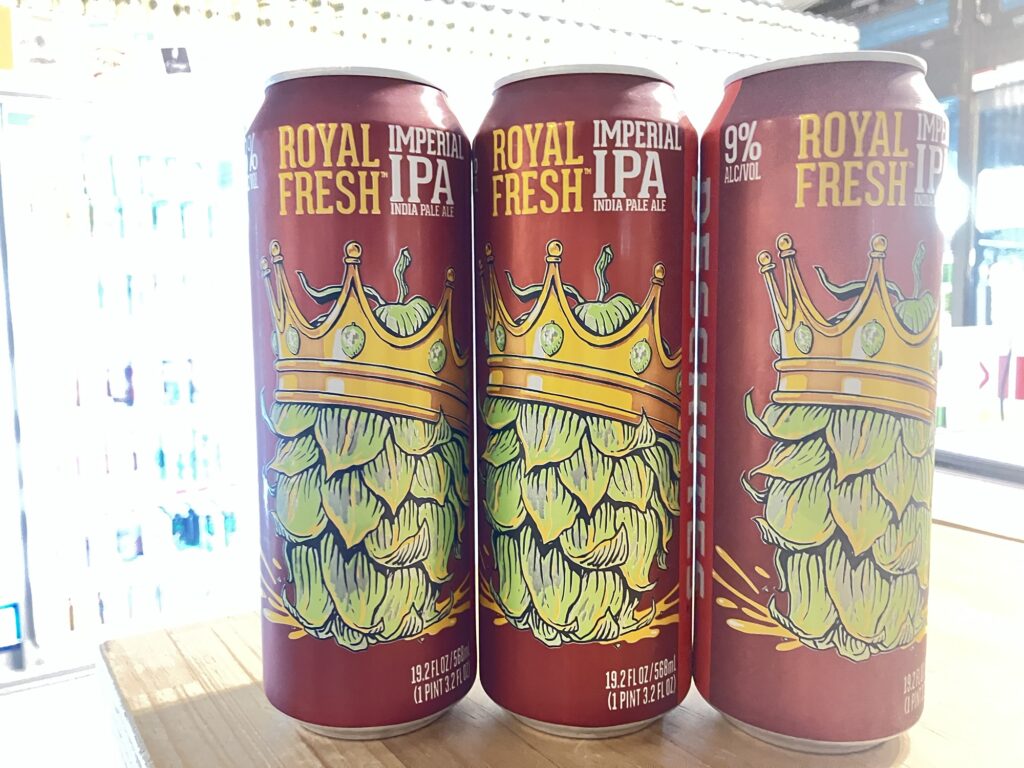 ROYAL
FRESH™
IMPERIAL
IPA
INDIA PALE ALE
19.2 FL OZ/568mL
(1 PINT 3.2 FL OZ)
ROYAL
FRESH™
IMPERIAL
IPA
INDIA PALE ALE
19.2 FL OZ/568mL
(1 PINT 3.2 FL OZ)
DESCHUTES
9%
ALC/VOL
ROYAL
FRESH